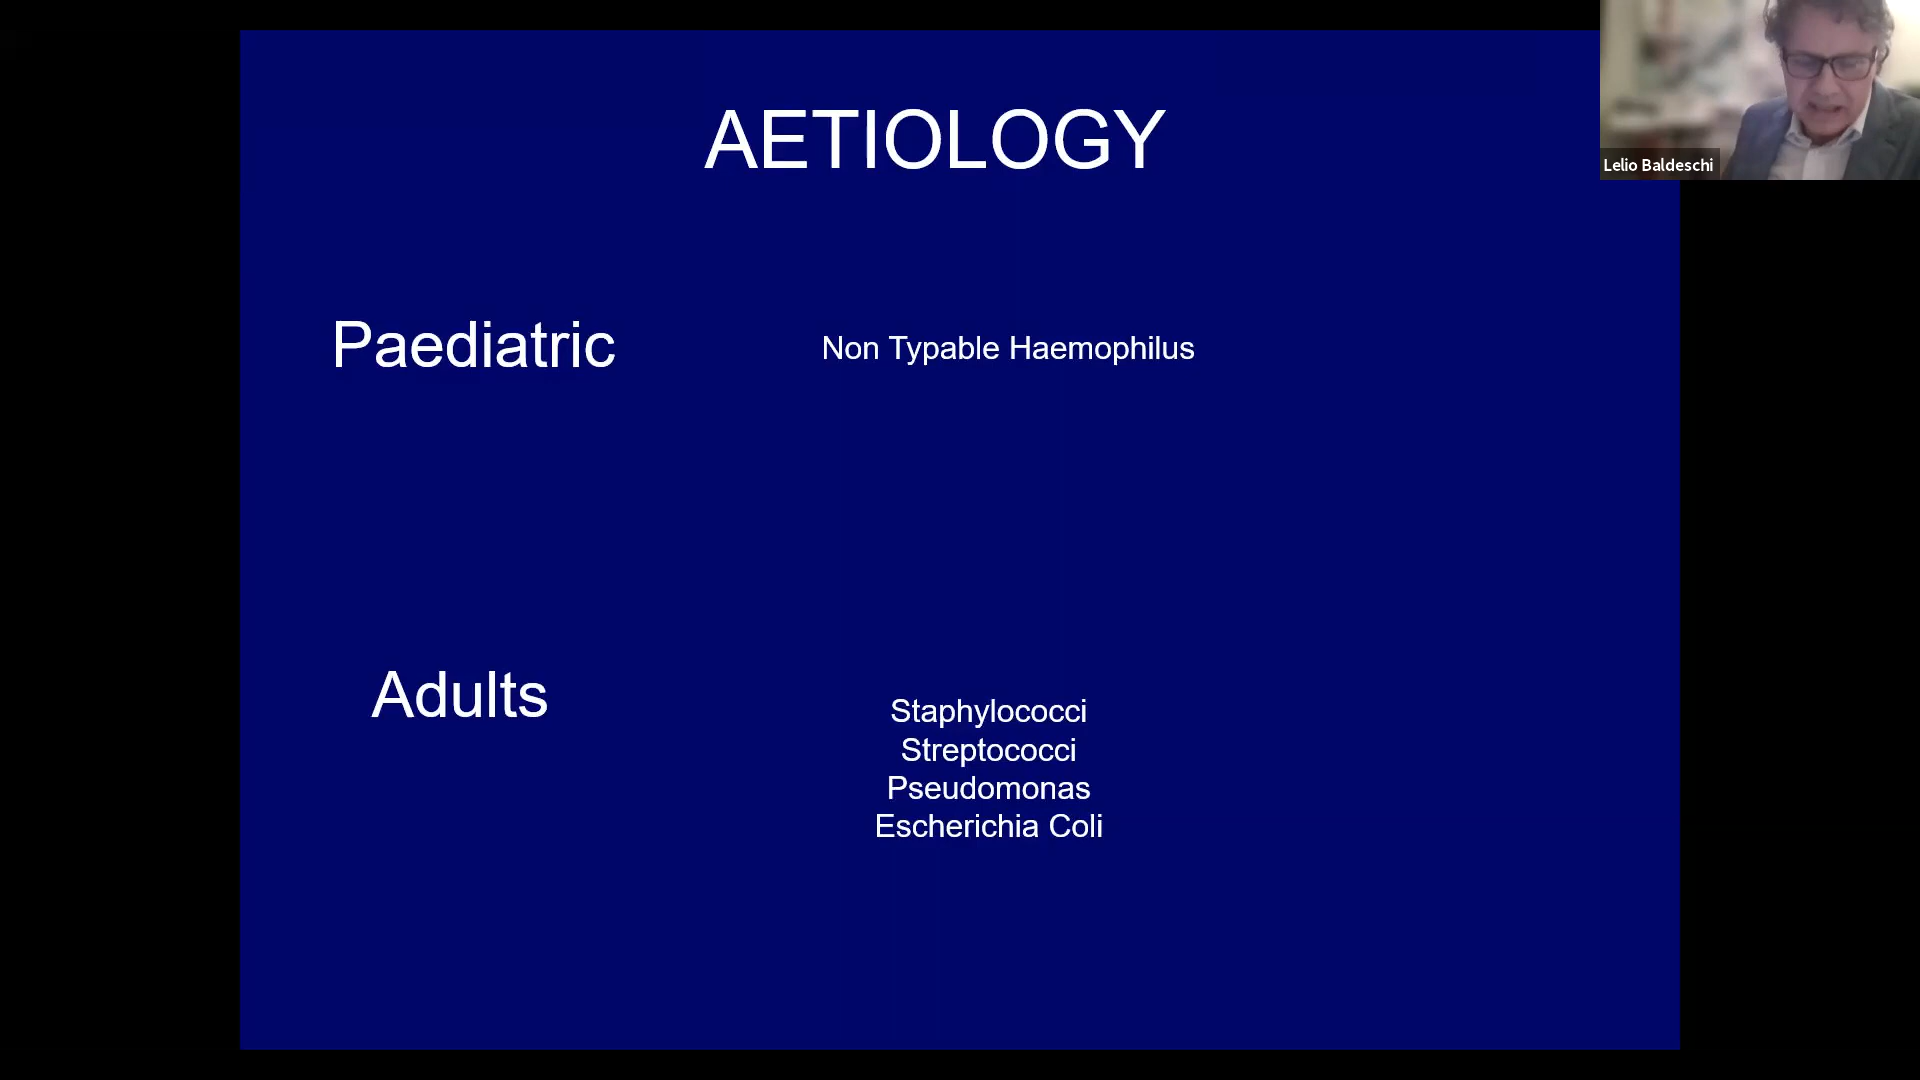 AETIOLOGY
Lelio Baldeschi
Paediatric
Non Typable Haemophilus
Adults
Staphylococci
Streptococci
Pseudomonas
Escherichia Coli